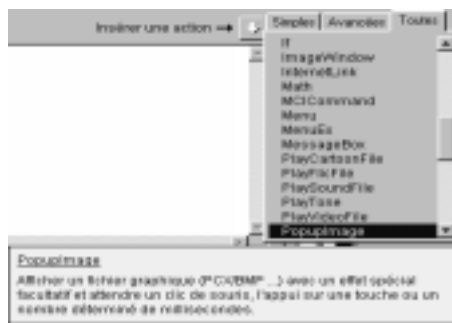 Insérer une action
Simples Avancées Toutes
If
ImageWindow
InternetLink
Math
MCICommand
Menu
MenuEx
MessageBox
PlayCartoonFile
PlayFlicFile
PlaySoundFile
PlayTone
PlayVideoFile
PopupImage
PopupImage
Afficher un fichier graphique (PCX/BMP ...) avec un effet spécial
facultatif et attendre un clic de souris, l'appui sur une touche ou un
nombre déterminé de millisecondes.